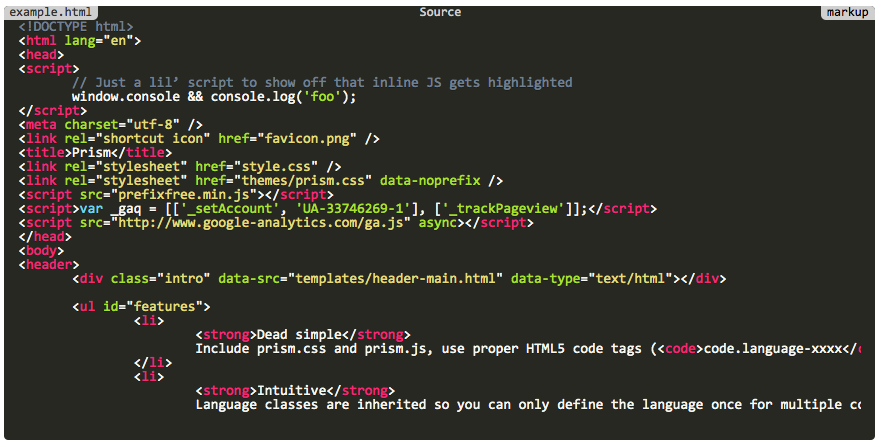 example.html Source markup
<!DOCTYPE html>
<html lang="en">
<head>
<script>
	// Just a lil’ script to show off that inline JS gets highlighted
	window.console && console.log('foo');
</script>
<meta charset="utf-8" />
<link rel="shortcut icon" href="favicon.png" />
<title>Prism</title>
<link rel="stylesheet" href="style.css" />
<link rel="stylesheet" href="themes/prism.css" data-noprefix />
<script src="prefixfree.min.js"></script>
<script>var _gaq = [['_setAccount', 'UA-33746269-1'], ['_trackPageview']];</script>
<script src="http://www.google-analytics.com/ga.js" async></script>
</head>
<body>
<header>
	<div class="intro" data-src="templates/header-main.html" data-type="text/html"></div>
	<ul id="features">
		<li>
			<strong>Dead simple</strong>
			Include prism.css and prism.js, use proper HTML5 code tags (<code>code.language-xxxx</
		</li>
		<li>
			<strong>Intuitive</strong>
			Language classes are inherited so you can only define the language once for multiple